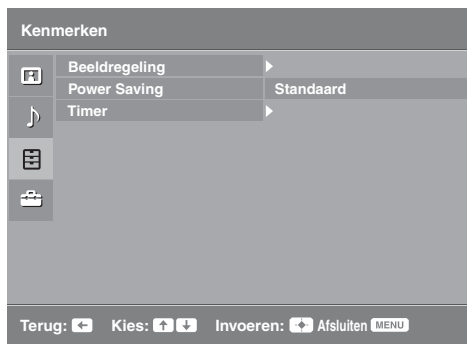 Kenmerken
Beeldregeling
Power Saving Standaard
Timer
Terug: Kies: Invoeren: Afsluiten MENU